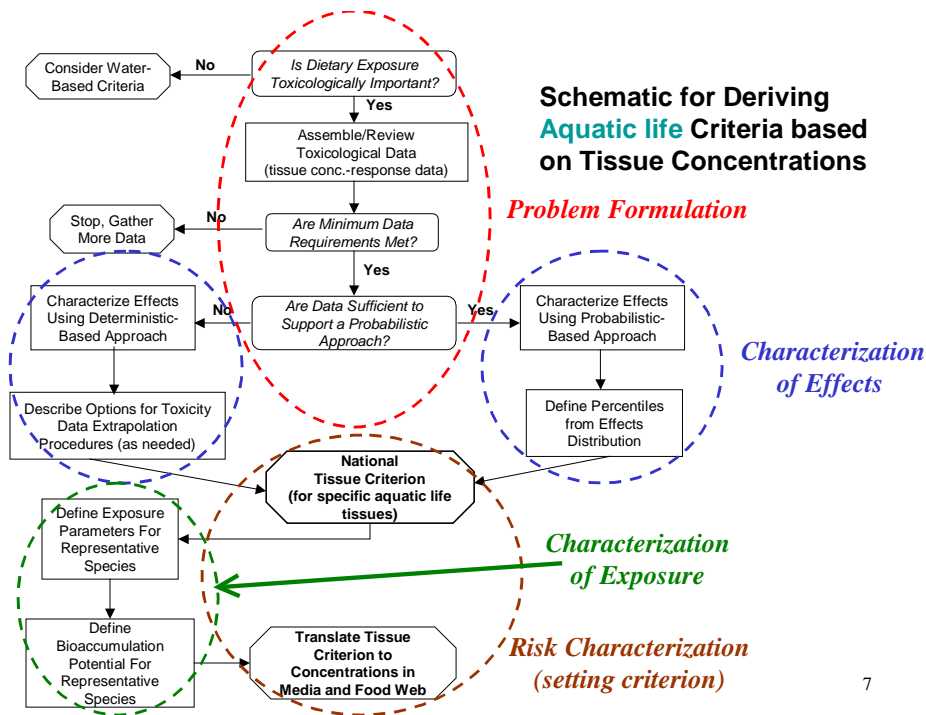 Is Dietary Exposure
Toxicologically Important?
No
Consider Water-
Based Criteria
Yes
Schematic for Deriving
Aquatic life Criteria based
on Tissue Concentrations
Assemble/Review
Toxicological Data
(tissue conc.-response data)
Problem Formulation
Are Minimum Data
Requirements Met?
No
Stop, Gather
More Data
Yes
Are Data Sufficient to
Support a Probabilistic
Approach?
No
Yes
Characterize Effects
Using Deterministic-
Based Approach
Characterize Effects
Using Probabilistic-
Based Approach
Characterization
of Effects
Describe Options for Toxicity
Data Extrapolation
Procedures (as needed)
Define Percentiles
from Effects
Distribution
National
Tissue Criterion
(for specific aquatic life
tissues)
Define Exposure
Parameters For
Representative
Species
Characterization
of Exposure
Define
Bioaccumulation
Potential For
Representative
Species
Translate Tissue
Criterion to
Concentrations in
Media and Food Web
Risk Characterization
(setting criterion)
7